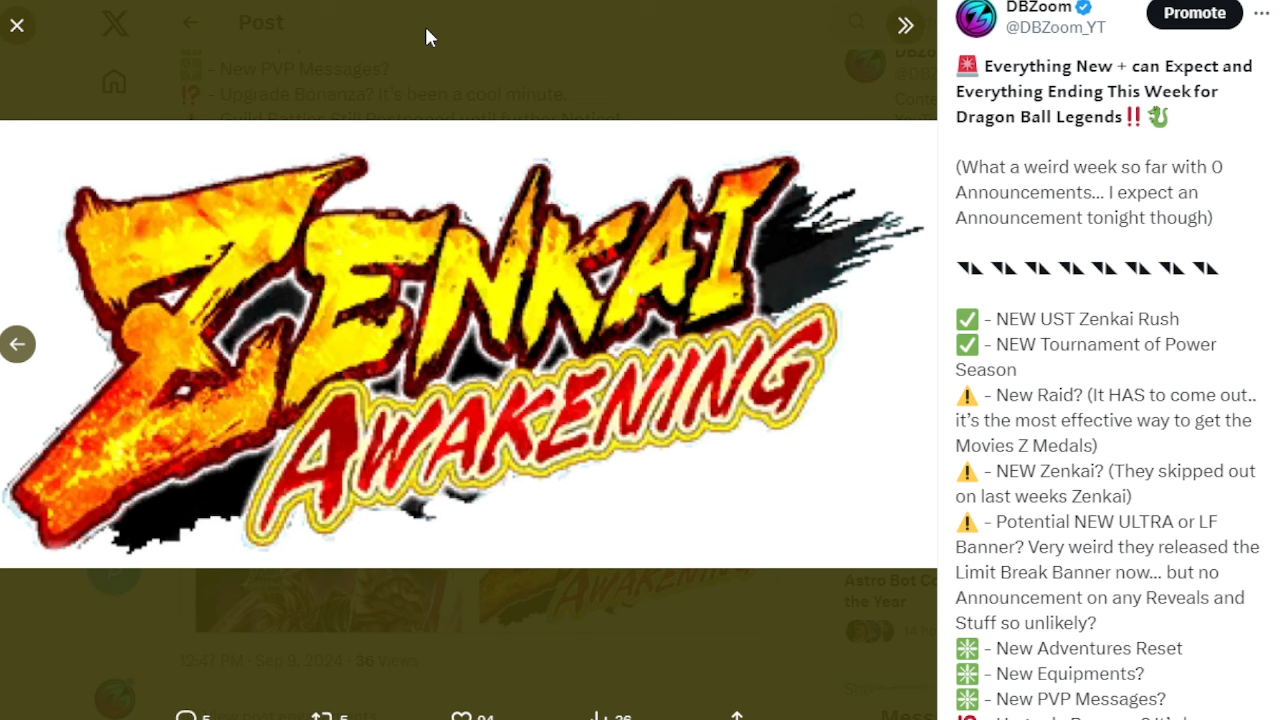 Post
DBZoom
@DBZoom_YT
Promote
- New PVP Messages?
- Upgrade Bonanza? It's been a cool minute.
🚨 Everything New + can Expect and
Everything Ending This Week for
Dragon Ball Legends‼️ 🐉
(What a weird week so far with 0
Announcements... I expect an
Announcement tonight though)
ZENKAI
AWAKENING
✅ - NEW UST Zenkai Rush
✅ - NEW Tournament of Power
Season
⚠️ - New Raid? (It HAS to come out..
it's the most effective way to get the
Movies Z Medals)
⚠️ - NEW Zenkai? (They skipped out
on last weeks Zenkai)
⚠️ - Potential NEW ULTRA or LF
Banner? Very weird they released the
Limit Break Banner now... but no
Announcement on any Reveals and
Stuff so unlikely?
❇️ - New Adventures Reset
❇️ - New Equipments?
❇️ - New PVP Messages?
Astro Bot Co
the Year
12:47 PM · Sep 9, 2024 · 36 Views